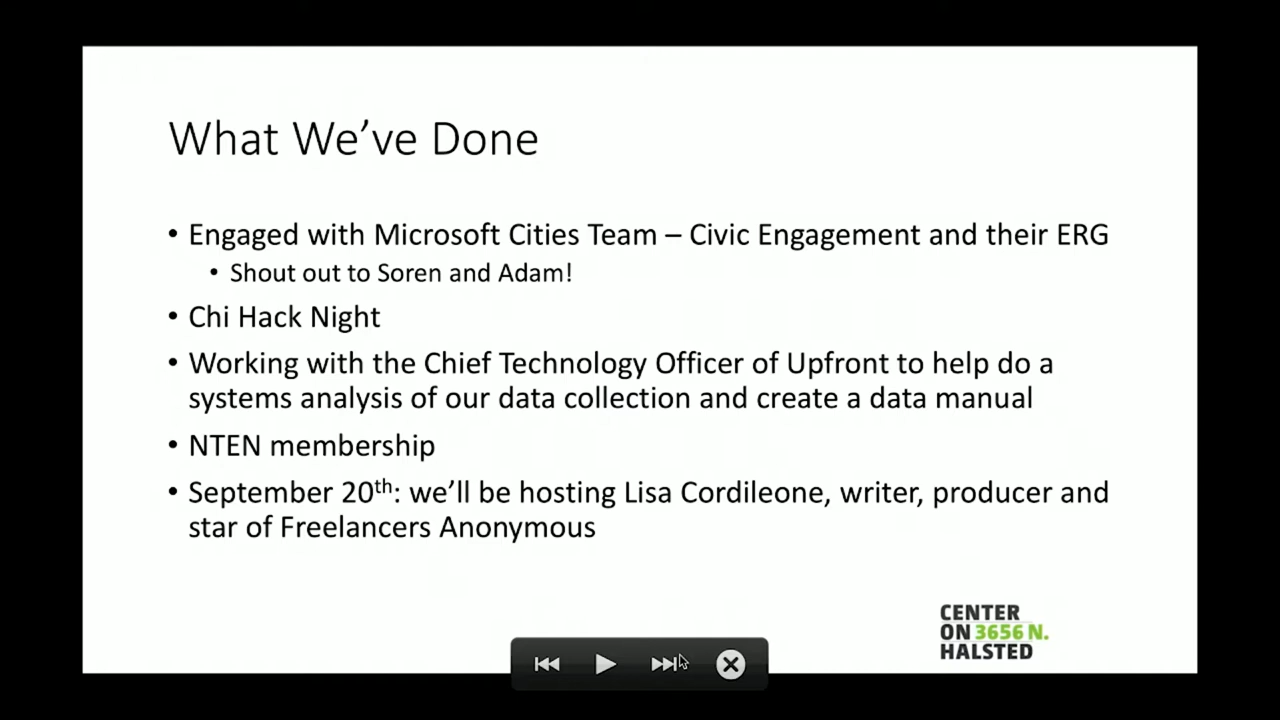 What We’ve Done
• Engaged with Microsoft Cities Team – Civic Engagement and their ERG
• Shout out to Soren and Adam!
• Chi Hack Night
• Working with the Chief Technology Officer of Upfront to help do a
systems analysis of our data collection and create a data manual
• NTEN membership
• September 20th: we’ll be hosting Lisa Cordileone, writer, producer and
star of Freelancers Anonymous
CENTER
ON 3656 N.
HALSTED